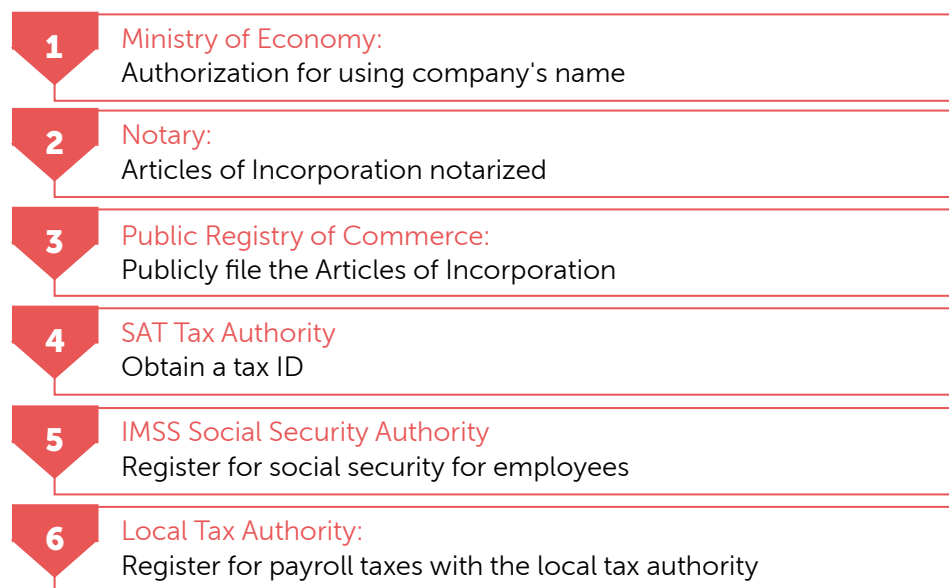 1
Ministry of Economy:
Authorization for using company's name
2
Notary:
Articles of Incorporation notarized
3
Public Registry of Commerce:
Publicly file the Articles of Incorporation
4
SAT Tax Authority
Obtain a tax ID
5
IMSS Social Security Authority
Register for social security for employees
6
Local Tax Authority:
Register for payroll taxes with the local tax authority